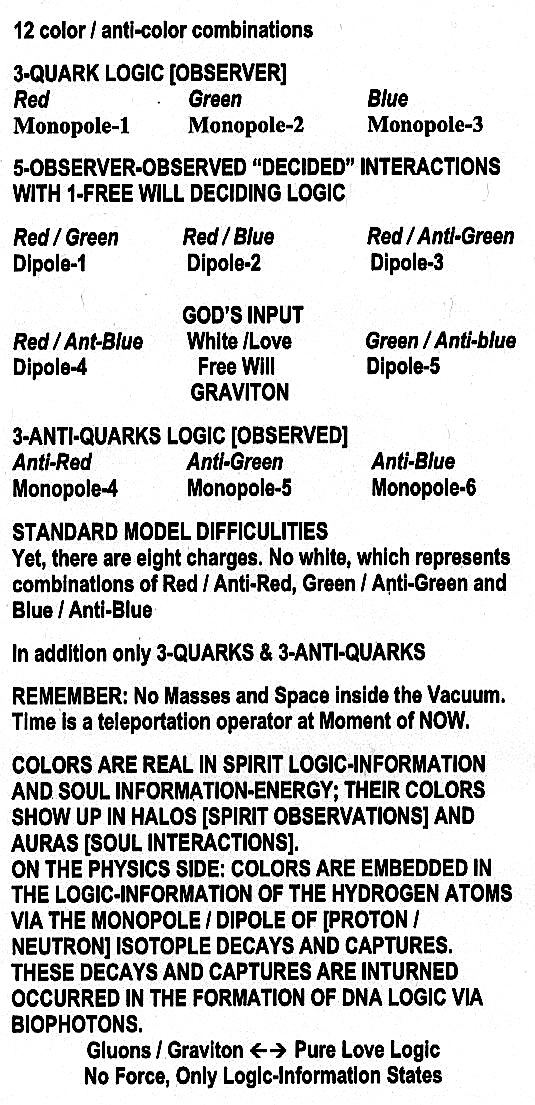 12 color / anti-color combinations
3-QUARK LOGIC [OBSERVER]
Red Green Blue
Monopole-1 Monopole-2 Monopole-3
5-OBSERVER-OBSERVED “DECIDED” INTERACTIONS
WITH 1-FREE WILL DECIDING LOGIC
Red / Green Red / Blue Red / Anti-Green
Dipole-1 Dipole-2 Dipole-3
GOD'S INPUT
Red / Ant-Blue White /Love Green / Anti-blue
Dipole-4 Free Will Dipole-5
GRAVITON
3-ANTI-QUARKS LOGIC [OBSERVED]
Anti-Red Anti-Green Anti-Blue
Monopole-4 Monopole-5 Monopole-6
STANDARD MODEL DIFFICULITIES
Yet, there are eight charges. No white, which represents
combinations of Red / Anti-Red, Green / Anti-Green and
Blue / Anti-Blue
In addition only 3-QUARKS & 3-ANTI-QUARKS
REMEMBER: No Masses and Space inside the Vacuum.
Time is a teleportation operator at Moment of NOW.
COLORS ARE REAL IN SPIRIT LOGIC-INFORMATION
AND SOUL INFORMATION-ENERGY; THEIR COLORS
SHOW UP IN HALOS [SPIRIT OBSERVATIONS] AND
AURAS [SOUL INTERACTIONS].
ON THE PHYSICS SIDE: COLORS ARE EMBEDDED IN
THE LOGIC-INFORMATION OF THE HYDROGEN ATOMS
VIA THE MONOPOLE / DIPOLE OF [PROTON /
NEUTRON] ISOTOPLE DECAYS AND CAPTURES.
THESE DECAYS AND CAPTURES ARE INTURNED
OCCURRED IN THE FORMATION OF DNA LOGIC VIA
BIOPHOTONS.
Gluons / Graviton ←→ Pure Love Logic
No Force, Only Logic-Information States